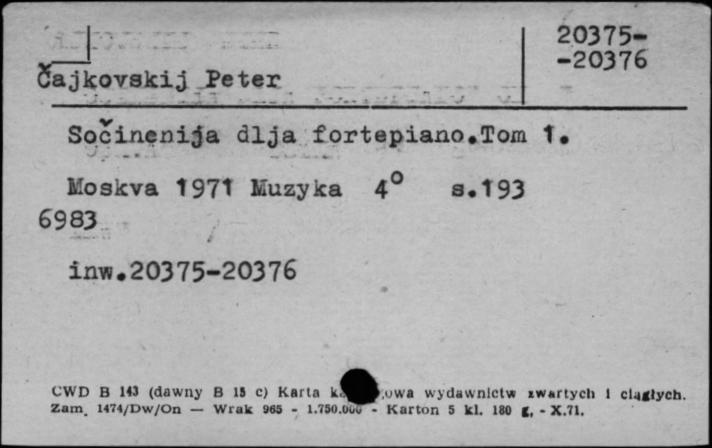 20375-
-20376
Čajkovskij Peter
Sočinenija dlja fortepiano.Tom 1.
Moskva 1971 Muzyka 4° s.193
6983
inw.20375-20376
CWD B 143 (dawny B 15 c) Karta wydawnictw zwartych i ciągłych.
Zam. 1474/Dw/On — Wrak 965 - 1.750.000 - Karton 5 kl. 180 g, - X.71.